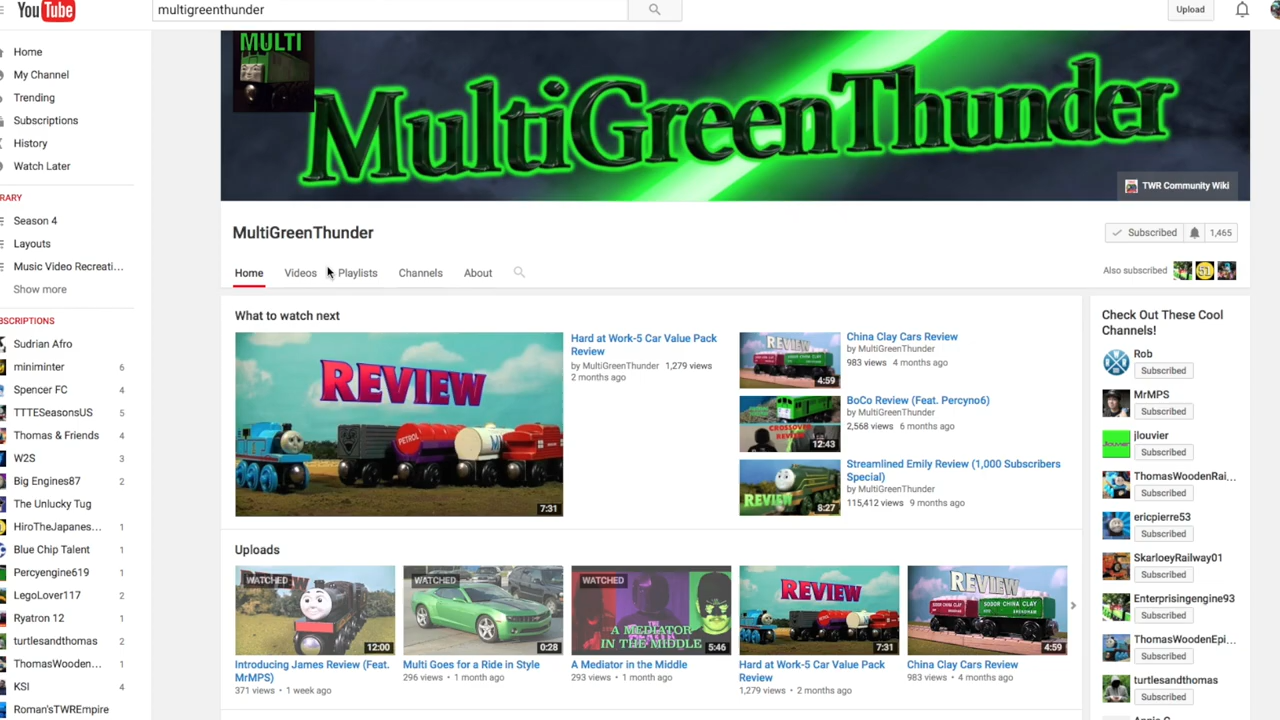 YouTube
multigreenthunder
Upload
Home
My Channel
Trending
Subscriptions
History
Watch Later
RARY
Season 4
Layouts
Music Video Recreati...
Show more
BSCRIPTIONS
Sudrian Afro
miniminter 6
Spencer FC 4
TTTESeasonsUS 5
Thomas & Friends 4
W2S 3
Big Engines87 2
The Unlucky Tug
HiroTheJapanes... 1
Blue Chip Talent 1
Percyengine619 1
LegoLover117 2
Ryatron 12 1
turtlesandthomas 2
ThomasWooden... 1
KSI 4
Roman'sTWREmpire
MULTI
MultiGreenThunder
TWR Community Wiki
MultiGreenThunder
Subscribed 1,465
Home Videos Playlists Channels About
Also subscribed
What to watch next
REVIEW
7:31
Hard at Work-5 Car Value Pack
Review
by MultiGreenThunder 1,279 views
2 months ago
REVIEW
4:59
China Clay Cars Review
by MultiGreenThunder
983 views • 4 months ago
CROSSOVER
REVIEW
12:43
BoCo Review (Feat. Percyno6)
by MultiGreenThunder
2,568 views • 6 months ago
REVIEW
8:27
Streamlined Emily Review (1,000 Subscribers
Special)
by MultiGreenThunder
115,412 views • 9 months ago
Uploads
WATCHED
12:00
Introducing James Review (Feat.
MrMPS)
371 views • 1 week ago
WATCHED
0:28
Multi Goes for a Ride in Style
296 views • 1 month ago
WATCHED
A MEDIATOR
IN THE MIDDLE
5:46
A Mediator in the Middle
293 views • 1 month ago
REVIEW
7:31
Hard at Work-5 Car Value Pack
Review
1,279 views • 2 months ago
REVIEW
SODOR CHINA CLAY
4:59
China Clay Cars Review
983 views • 4 months ago
Check Out These Cool
Channels!
Rob
Subscribed
MrMPS
Subscribed
jlouvier
Subscribed
ThomasWoodenRai...
Subscribed
ericpierre53
Subscribed
SkarloeyRailway01
Subscribed
Enterprisingengine93
Subscribed
ThomasWoodenEpi...
Subscribed
turtlesandthomas
Subscribed